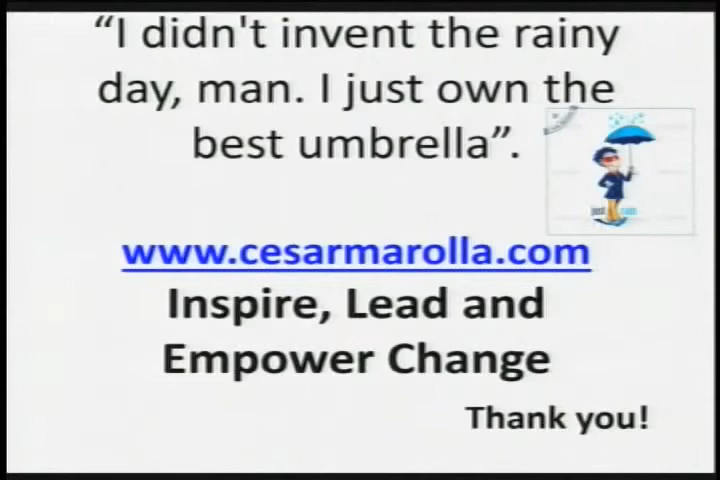 “I didn't invent the rainy
day, man. I just own the
best umbrella”.
www.cesarmarolla.com
Inspire, Lead and
Empower Change
Thank you!
just